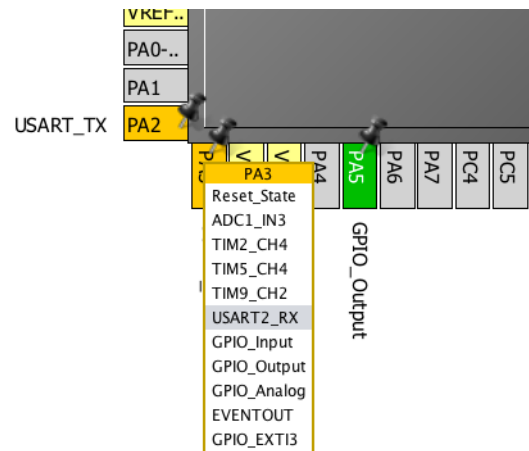 VREF..
PA0-..
PA1
USART_TX
PA2
PA4
PA5
PA6
PA7
PC4
PC5
PA3
Reset_State
ADC1_IN3
TIM2_CH4
TIM5_CH4
TIM9_CH2
USART2_RX
GPIO_Input
GPIO_Output
GPIO_Analog
EVENTOUT
GPIO_EXTI3
GPIO_Output